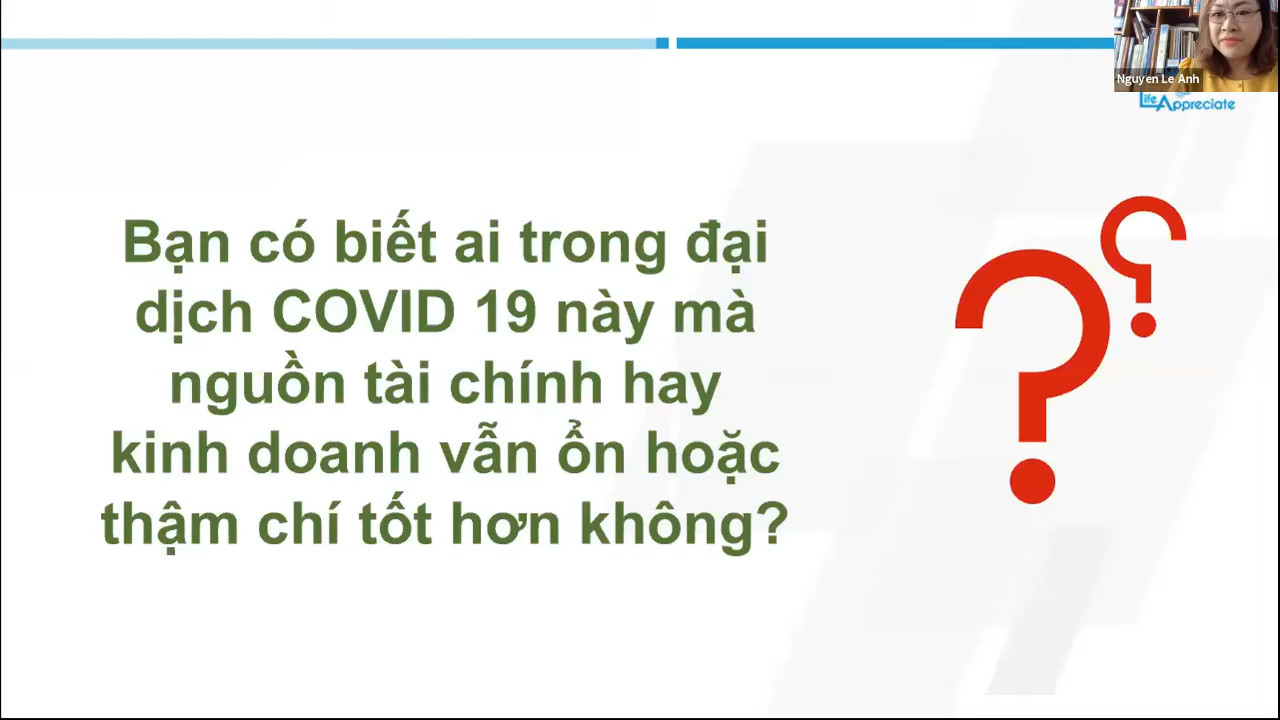 Nguyen Le Anh
Life Appreciate
Bạn có biết ai trong đại
dịch COVID 19 này mà
nguồn tài chính hay
kinh doanh vẫn ổn hoặc
thậm chí tốt hơn không?